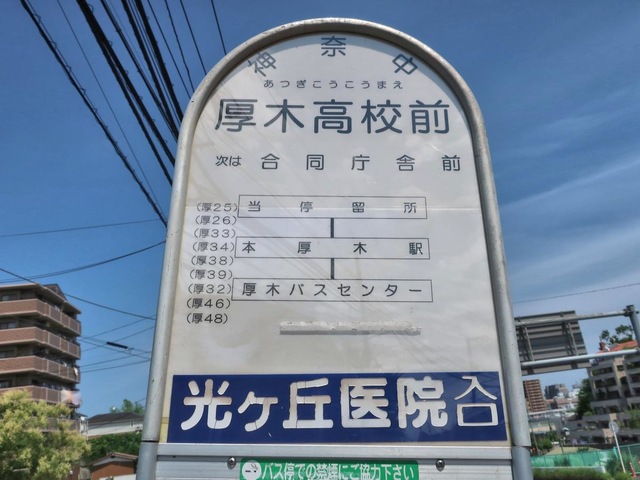 神奈中
あつぎこうこうまえ
厚木高校前
次は 合同庁舎前
(厚25)
(厚26)
(厚33)
(厚34)
(厚38)
(厚39)
(厚32)
(厚46)
(厚48)
当停留所
本厚木駅
厚木バスセンター
光ヶ丘医院入口
バス停での禁煙にご協力下さい